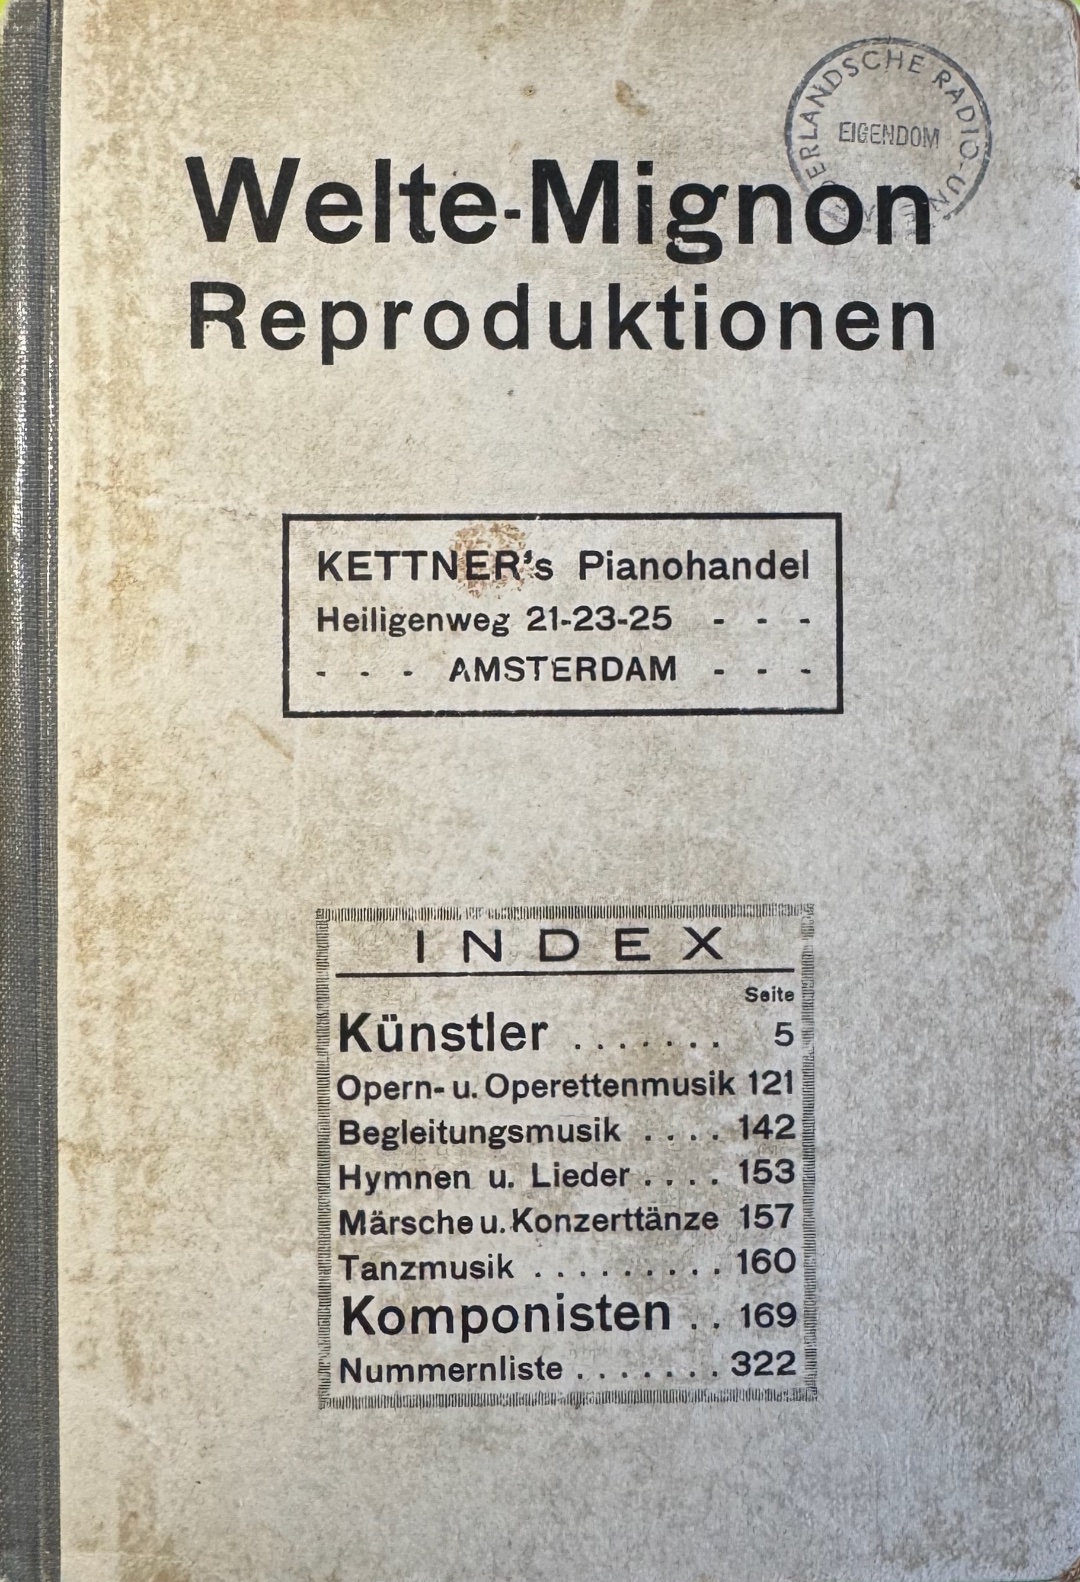 NEDERLANDSCHE RADIO-UNIE
EIGENDOM
Welte-Mignon
Reproduktionen
KETTNER's Pianohandel
Heiligenweg 21-23-25 - - -
- - - AMSTERDAM - - -
INDEX
Seite
Künstler ....... 5
Opern- u. Operettenmusik 121
Begleitungsmusik .... 142
Hymnen u. Lieder .... 153
Märsche u. Konzerttänze 157
Tanzmusik ......... 160
Komponisten .. 169
Nummernliste ....... 322